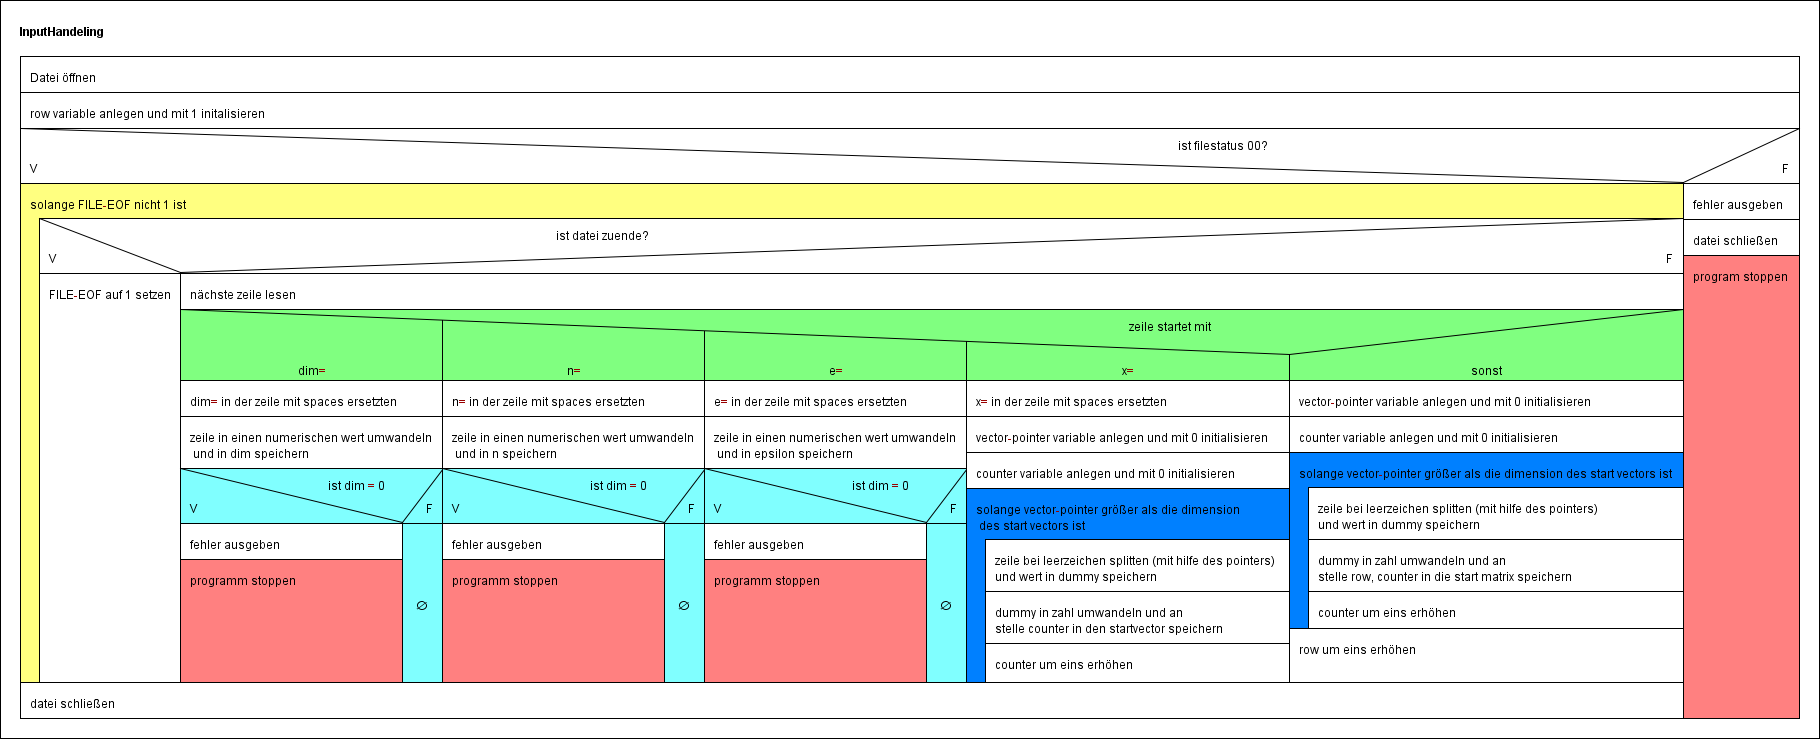 InputHandeling
Datei öffnen
row variable anlegen und mit 1 initalisieren
ist filestatus 00?
V
F
solange FILE-EOF nicht 1 ist
ist datei zuende?
V
F
FILE-EOF auf 1 setzen
nächste zeile lesen
zeile startet mit
dim=
n=
e=
x=
sonst
dim= in der zeile mit spaces ersetzten
zeile in einen numerischen wert umwandeln
und in dim speichern
ist dim = 0
V
F
fehler ausgeben
programm stoppen
∅
n= in der zeile mit spaces ersetzten
zeile in einen numerischen wert umwandeln
und in n speichern
ist dim = 0
V
F
fehler ausgeben
programm stoppen
∅
e= in der zeile mit spaces ersetzten
zeile in einen numerischen wert umwandeln
und in epsilon speichern
ist dim = 0
V
F
fehler ausgeben
programm stoppen
∅
x= in der zeile mit spaces ersetzten
vector-pointer variable anlegen und mit 0 initialisieren
counter variable anlegen und mit 0 initialisieren
solange vector-pointer größer als die dimension
des start vectors ist
zeile bei leerzeichen splitten (mit hilfe des pointers)
und wert in dummy speichern
dummy in zahl umwandeln und an
stelle counter in den startvector speichern
counter um eins erhöhen
vector-pointer variable anlegen und mit 0 initialisieren
counter variable anlegen und mit 0 initialisieren
solange vector-pointer größer als die dimension des start vectors ist
zeile bei leerzeichen splitten (mit hilfe des pointers)
und wert in dummy speichern
dummy in zahl umwandeln und an
stelle row, counter in die start matrix speichern
counter um eins erhöhen
row um eins erhöhen
datei schließen
fehler ausgeben
datei schließen
program stoppen